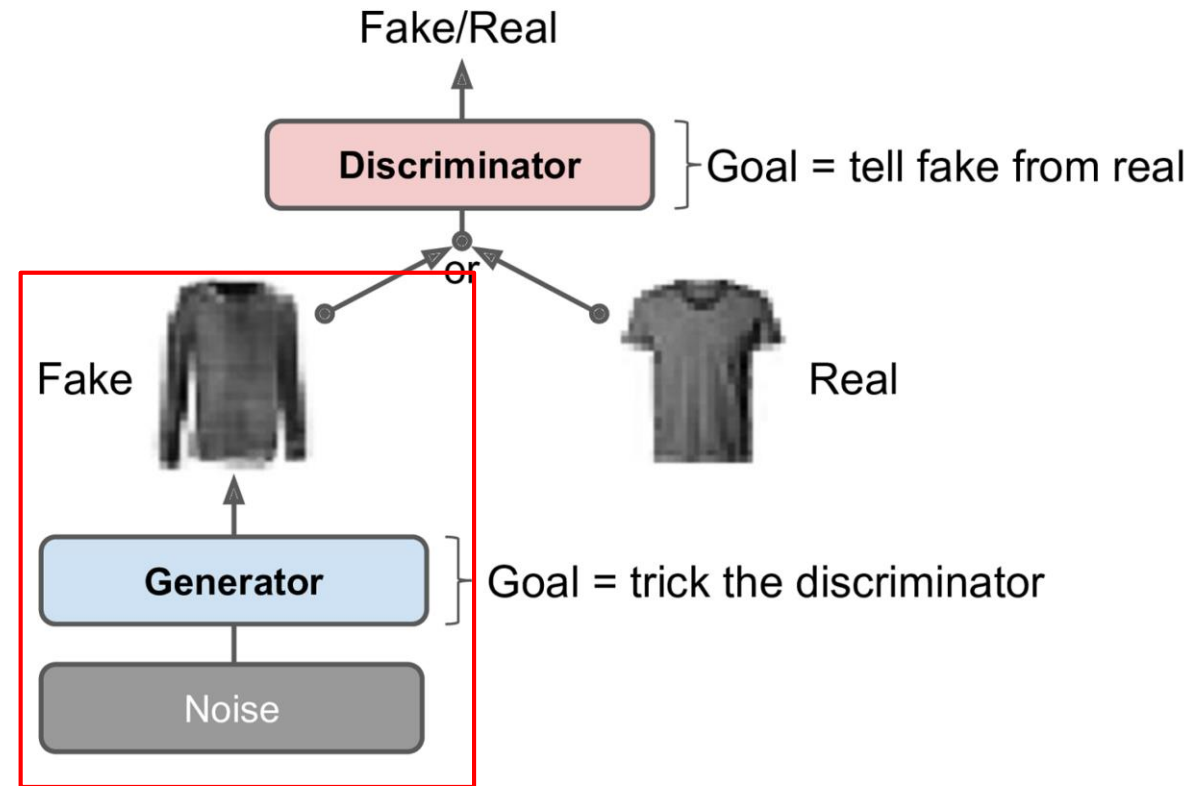 Fake/Real
Discriminator
Goal = tell fake from real
or
Fake
Real
Generator
Goal = trick the discriminator
Noise